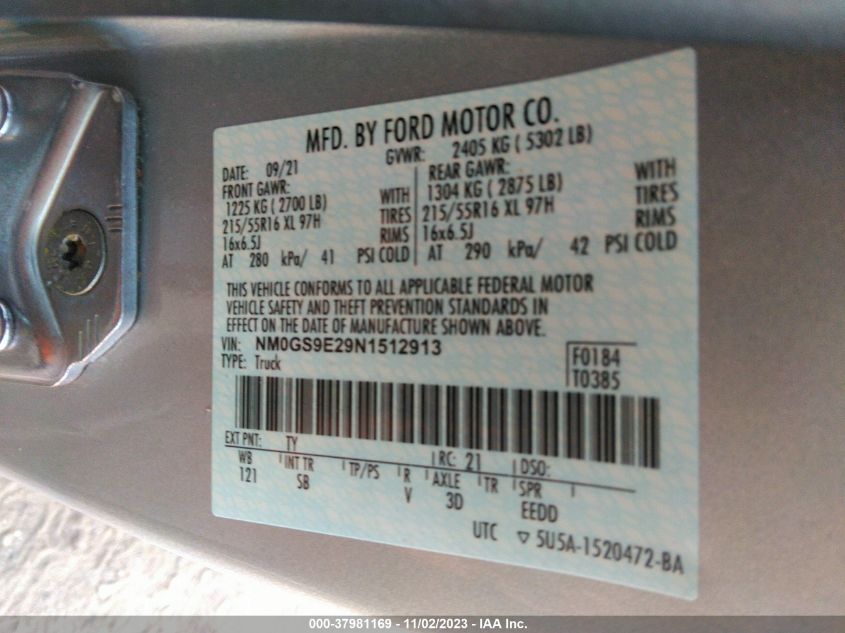 MFD. BY FORD MOTOR CO.
DATE: 09/21 GVWR: 2405 KG ( 5302 LB)
FRONT GAWR: REAR GAWR:
1225 KG ( 2700 LB) WITH 1304 KG ( 2875 LB) WITH
215/55R16 XL 97H TIRES 215/55R16 XL 97H TIRES
16x6.5J RIMS 16x6.5J RIMS
AT 280 kPa/ 41 PSI COLD AT 290 kPa/ 42 PSI COLD
THIS VEHICLE CONFORMS TO ALL APPLICABLE FEDERAL MOTOR
VEHICLE SAFETY AND THEFT PREVENTION STANDARDS IN
EFFECT ON THE DATE OF MANUFACTURE SHOWN ABOVE.
VIN: NM0GS9E29N1512913 F0184
TYPE: Truck T0385
EXT PNT: TY RC: 21 DSO:
WB INT TR TP/PS R AXLE TR SPR
121 SB V 3D EEDD
UTC ▽ 5U5A-1520472-BA
000-37981169 - 11/02/2023 - IAA Inc.